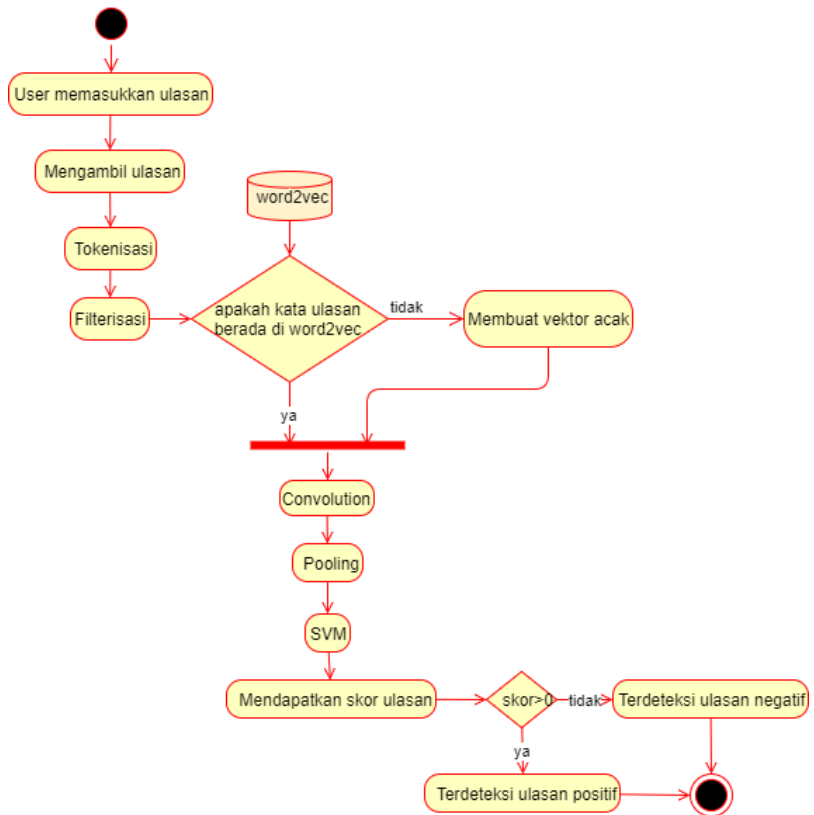 User memasukkan ulasan
Mengambil ulasan
word2vec
Tokenisasi
Filterisasi
apakah kata ulasan
berada di word2vec
tidak
Membuat vektor acak
ya
Convolution
Pooling
SVM
Mendapatkan skor ulasan
skor>0
tidak
Terdeteksi ulasan negatif
ya
Terdeteksi ulasan positif